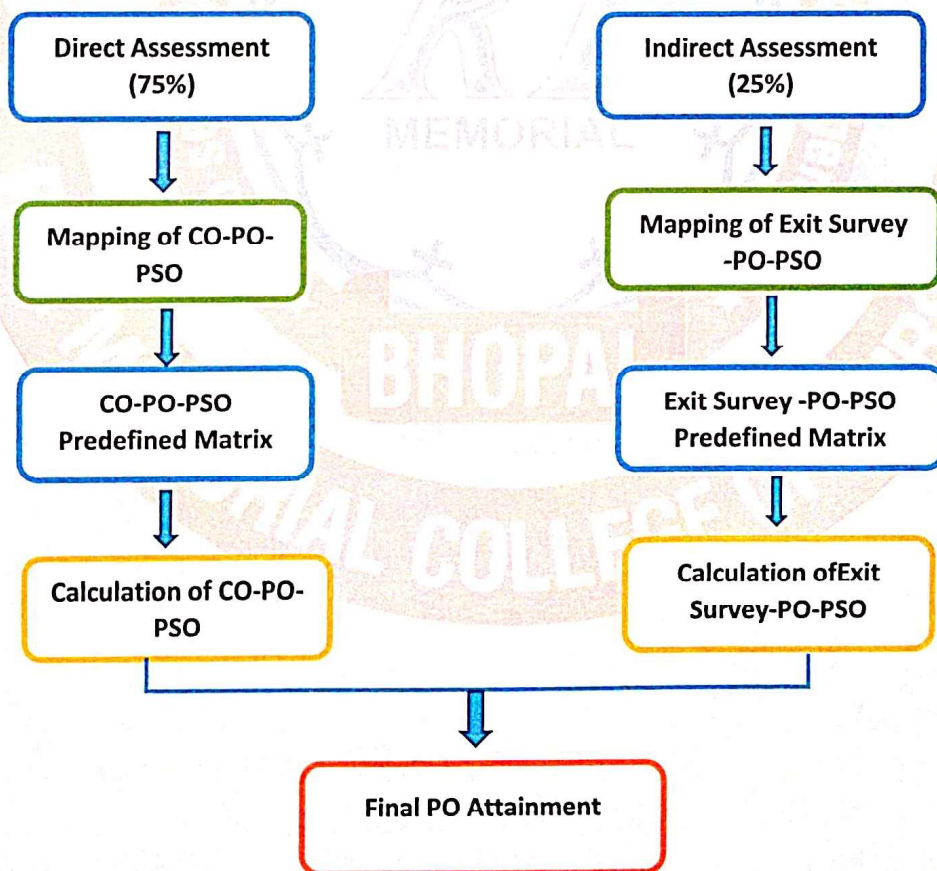 Direct Assessment
(75%)
Indirect Assessment
(25%)
MEMORIAL
Mapping of CO-PO-
PSO
Mapping of Exit Survey
-PO-PSO
BHOPAL
CO-PO-PSO
Predefined Matrix
Exit Survey -PO-PSO
Predefined Matrix
Calculation of CO-PO-
PSO
Calculation ofExit
Survey-PO-PSO
COLLEGE
Final PO Attainment